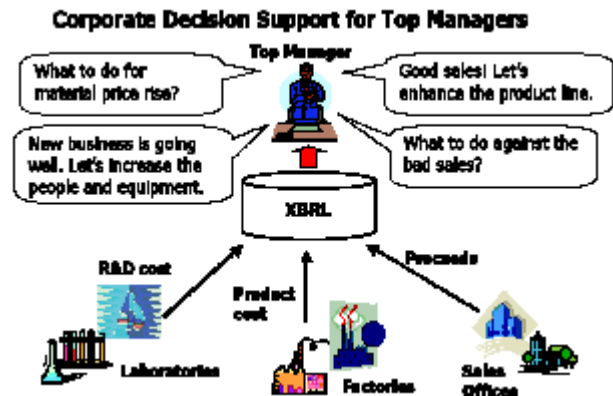 Corporate Decision Support for Top Managers
Top Manager
What to do for
material price rise?
Good sales! Let's
enhance the product line.
New business is going
well. Let's increase the
people and equipment.
What to do against the
bad sales?
XBRL
R&D cost
Product
cost
Proceeds
Laboratories
Factories
Sales
Offices